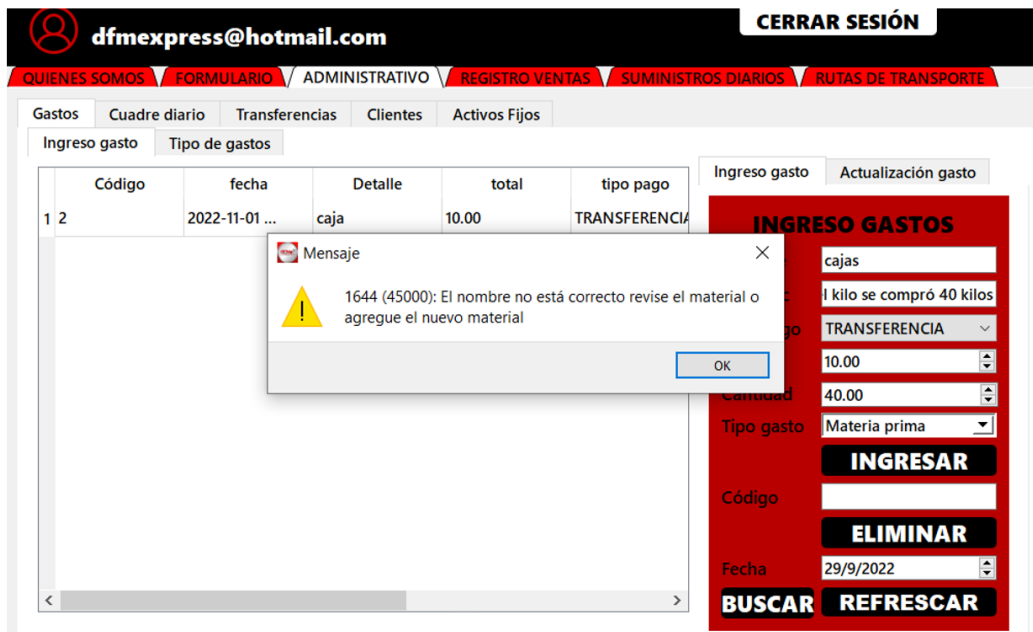 dfmexpress@hotmail.com
CERRAR SESIÓN
QUIENES SOMOS FORMULARIO ADMINISTRATIVO REGISTRO VENTAS SUMINISTROS DIARIOS RUTAS DE TRANSPORTE
Gastos Cuadre diario Transferencias Clientes Activos Fijos
Ingreso gasto Tipo de gastos
Código fecha Detalle total tipo pago
1 2 2022-11-01 ... caja 10.00 TRANSFERENCIA
Mensaje
1644 (45000): El nombre no está correcto revise el material o
agregue el nuevo material
OK
Ingreso gasto Actualización gasto
INGRESO GASTOS
cajas
l kilo se compró 40 kilos
TRANSFERENCIA
10.00
Cantidad 40.00
Tipo gasto Materia prima
INGRESAR
Código
ELIMINAR
Fecha 29/9/2022
BUSCAR REFRESCAR